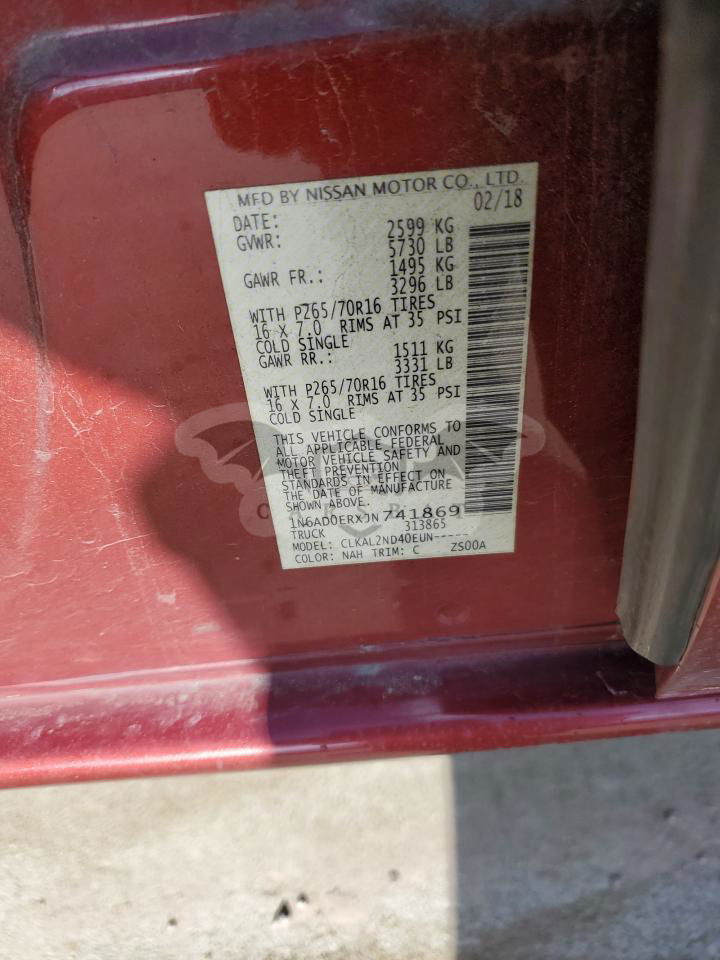 MFD BY NISSAN MOTOR CO., LTD.
DATE: 02/18
GVWR: 2599 KG
5730 LB
GAWR FR.: 1495 KG
3296 LB
WITH P265/70R16 TIRES
16 X 7.0 RIMS AT 35 PSI
COLD SINGLE
GAWR RR.: 1511 KG
3331 LB
WITH P265/70R16 TIRES
16 X 7.0 RIMS AT 35 PSI
COLD SINGLE
THIS VEHICLE CONFORMS TO
ALL APPLICABLE FEDERAL
MOTOR VEHICLE SAFETY AND
THEFT PREVENTION
STANDARDS IN EFFECT ON
THE DATE OF MANUFACTURE
SHOWN ABOVE.
1N6AD0ERXJN741869
TRUCK 313865
MODEL: CLKAL2ND40EUN-----
COLOR: NAH TRIM: C ZS00A